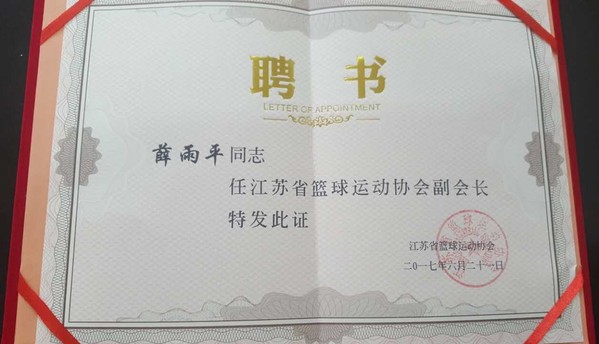 聘书
LETTER OF APPOINTMENT
薛雨平同志
任江苏省篮球运动协会副会长
特发此证
江苏省篮球运动协会
二0一七年六月二十一日